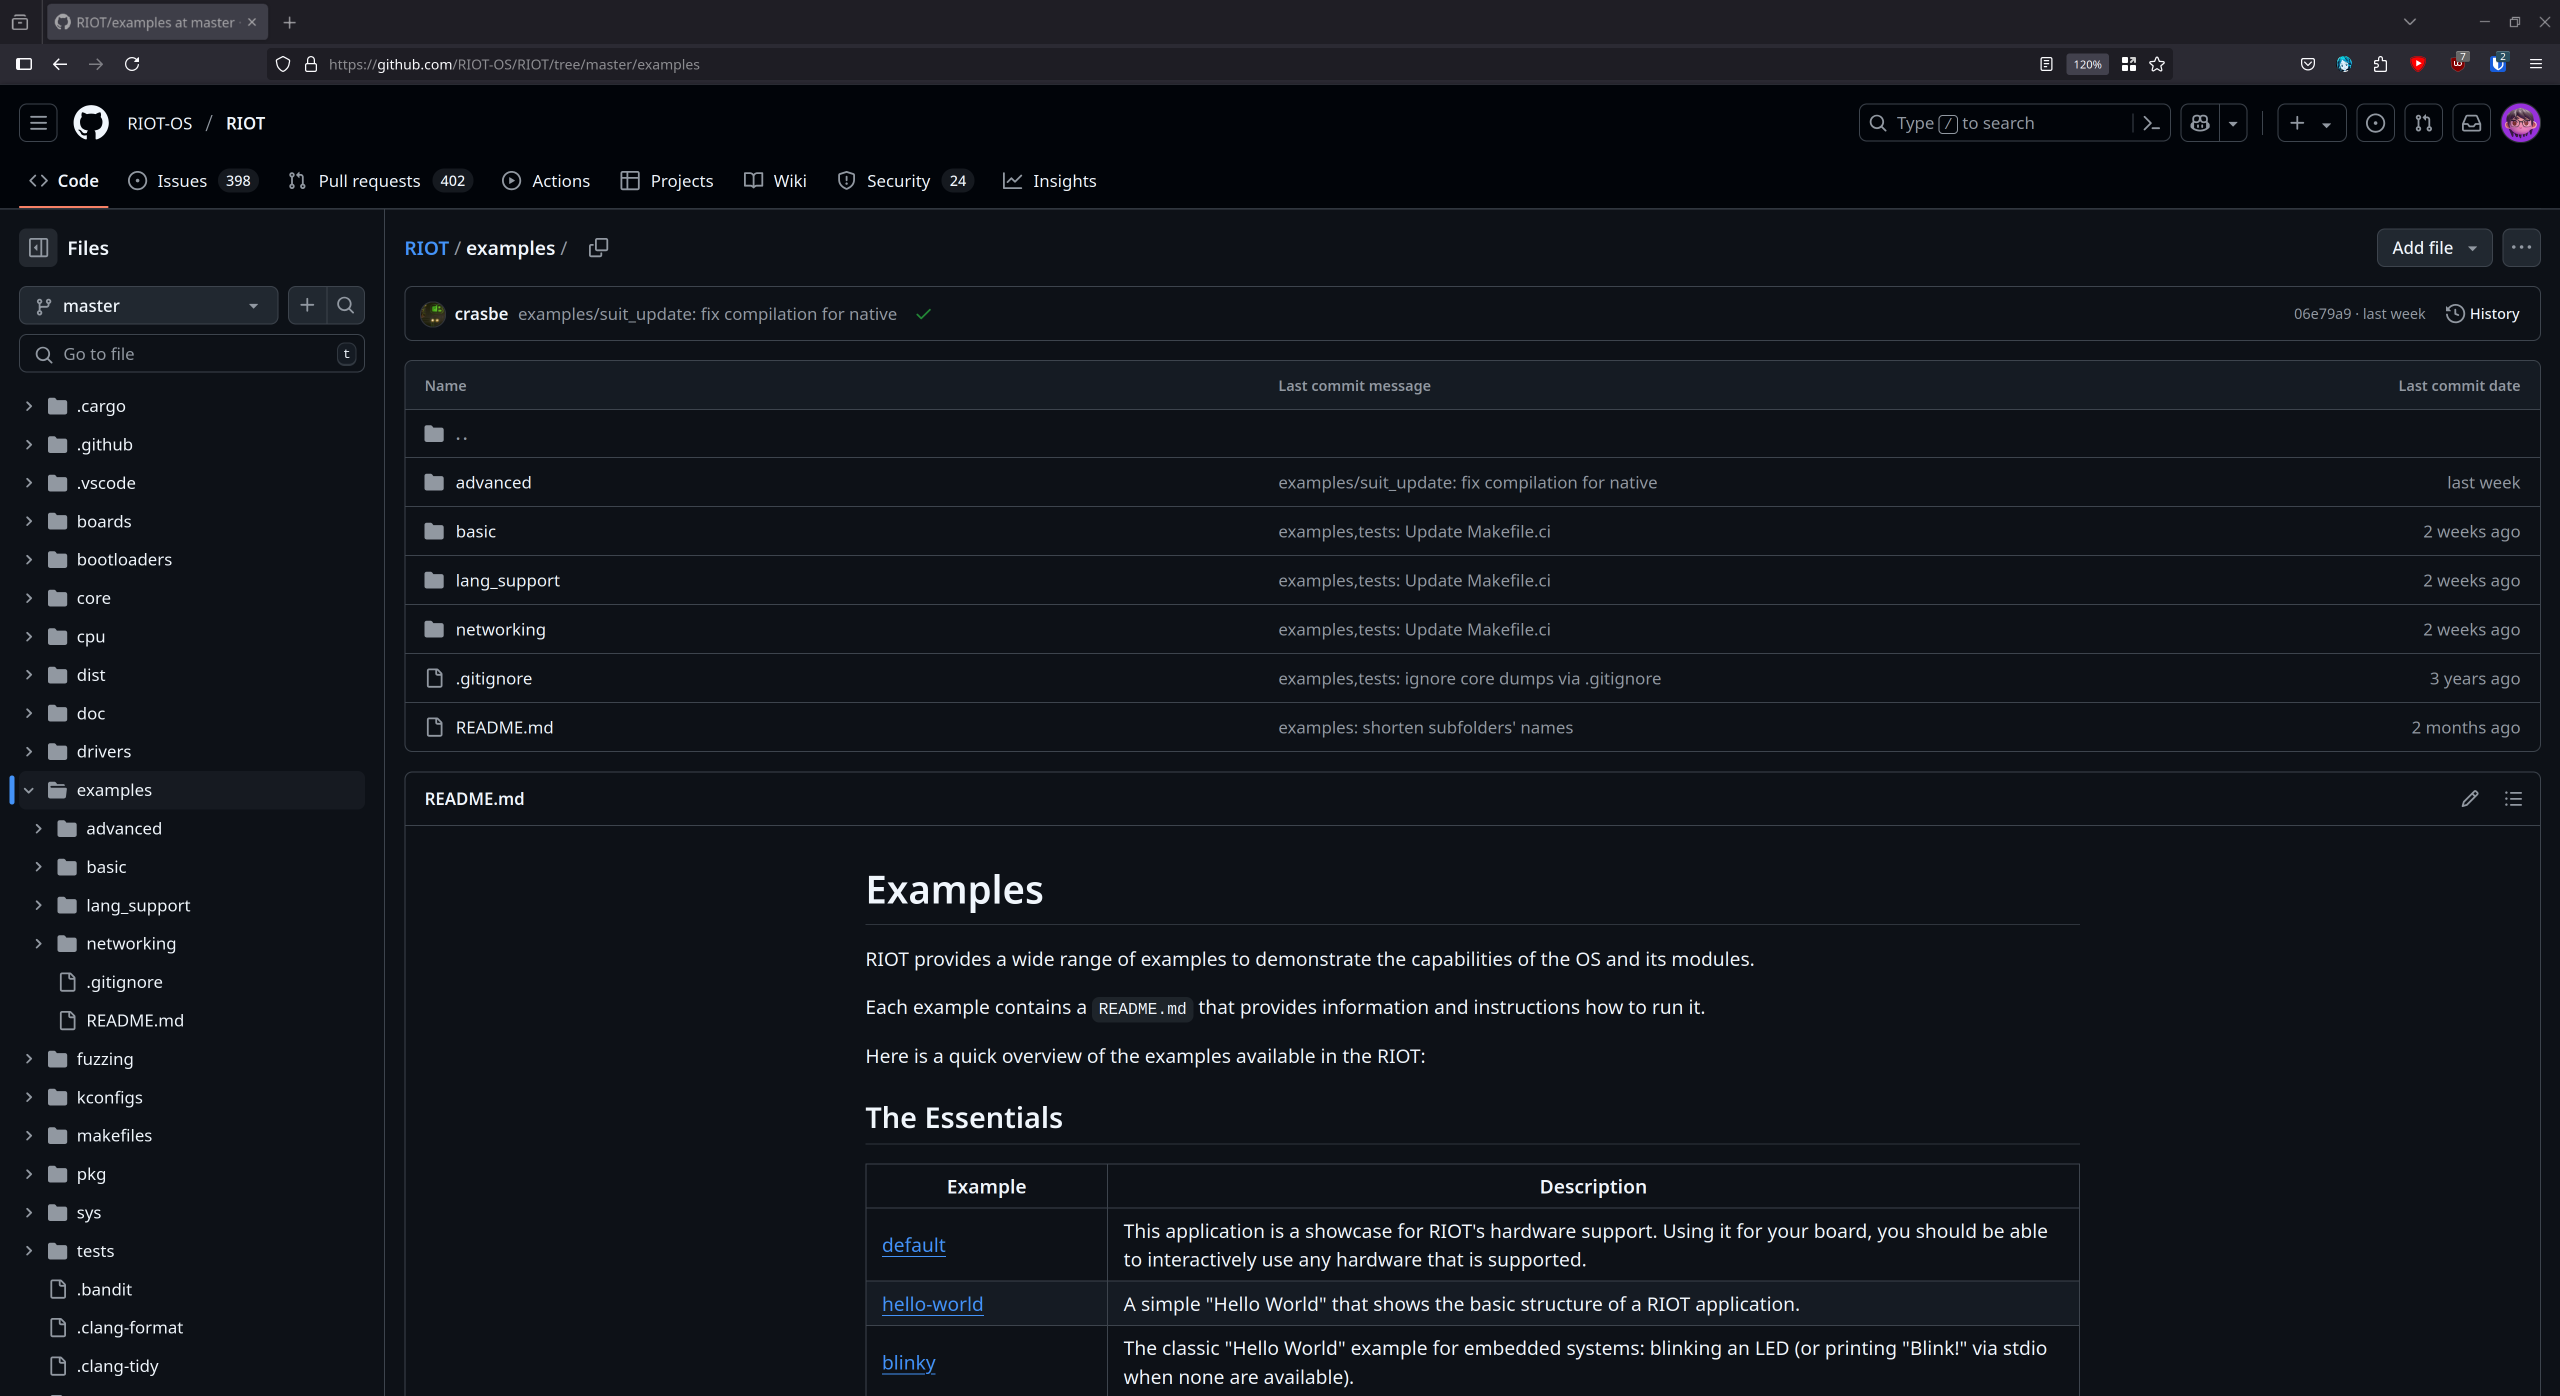 RIOT/examples at master
https://github.com/RIOT-OS/RIOT/tree/master/examples
120%
7
2
RIOT-OS / RIOT
Type / to search
Code
Issues 398
Pull requests 402
Actions
Projects
Wiki
Security 24
Insights
Files
master
Go to file
t
.cargo
.github
.vscode
boards
bootloaders
core
cpu
dist
doc
drivers
examples
advanced
basic
lang_support
networking
.gitignore
README.md
fuzzing
kconfigs
makefiles
pkg
sys
tests
.bandit
.clang-format
.clang-tidy
RIOT / examples /
Add file
crasbe examples/suit_update: fix compilation for native
06e79a9 · last week
History
Name Last commit message Last commit date
..
advanced examples/suit_update: fix compilation for native last week
basic examples,tests: Update Makefile.ci 2 weeks ago
lang_support examples,tests: Update Makefile.ci 2 weeks ago
networking examples,tests: Update Makefile.ci 2 weeks ago
.gitignore examples,tests: ignore core dumps via .gitignore 3 years ago
README.md examples: shorten subfolders' names 2 months ago
README.md
Examples
RIOT provides a wide range of examples to demonstrate the capabilities of the OS and its modules.
Each example contains a README.md that provides information and instructions how to run it.
Here is a quick overview of the examples available in the RIOT:
The Essentials
Example Description
default This application is a showcase for RIOT's hardware support. Using it for your board, you should be able
to interactively use any hardware that is supported.
hello-world A simple "Hello World" that shows the basic structure of a RIOT application.
blinky The classic "Hello World" example for embedded systems: blinking an LED (or printing "Blink!" via stdio
when none are available).